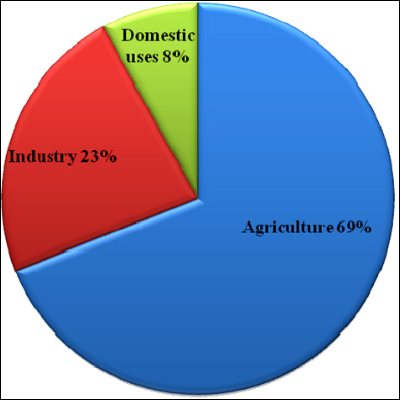 Domestic
uses 8%
Industry 23%
Agriculture 69%